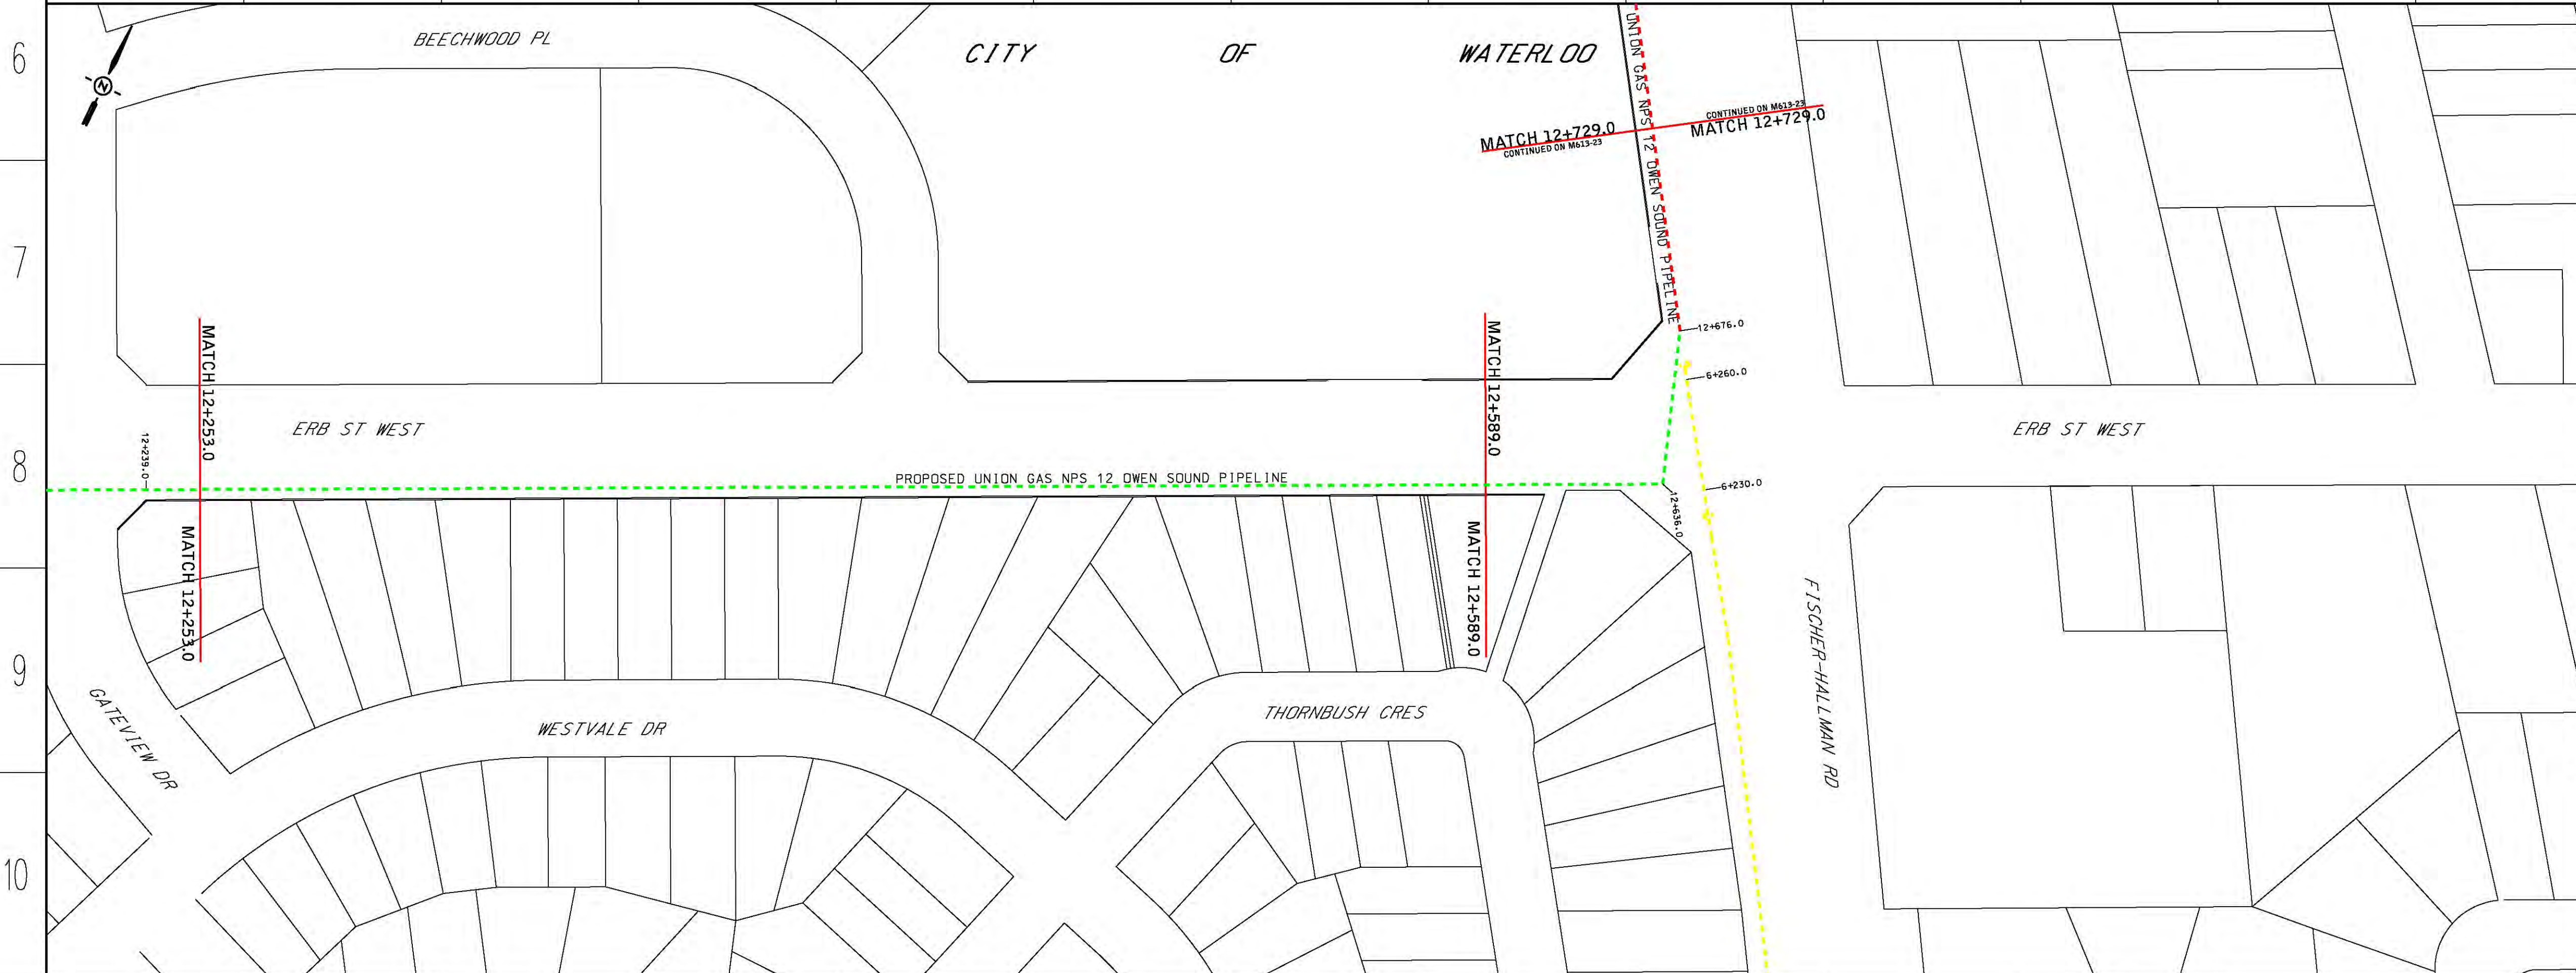 6
BEECHWOOD PL
CITY OF WATERLOO
N
UNION GAS NPS 12 OWEN SOUND PIPELINE
CONTINUED ON M613-23
MATCH 12+729.0
MATCH 12+729.0
CONTINUED ON M613-23
7
12+676.0
MATCH 12+253.0
MATCH 12+589.0
6+260.0
ERB ST WEST
ERB ST WEST
12+239.0
8
PROPOSED UNION GAS NPS 12 OWEN SOUND PIPELINE
6+230.0
12+636.0
MATCH 12+253.0
MATCH 12+589.0
9
FISCHER-HALLMAN RD
GATEVIEW DR
WESTVALE DR
THORNBUSH CRES
10